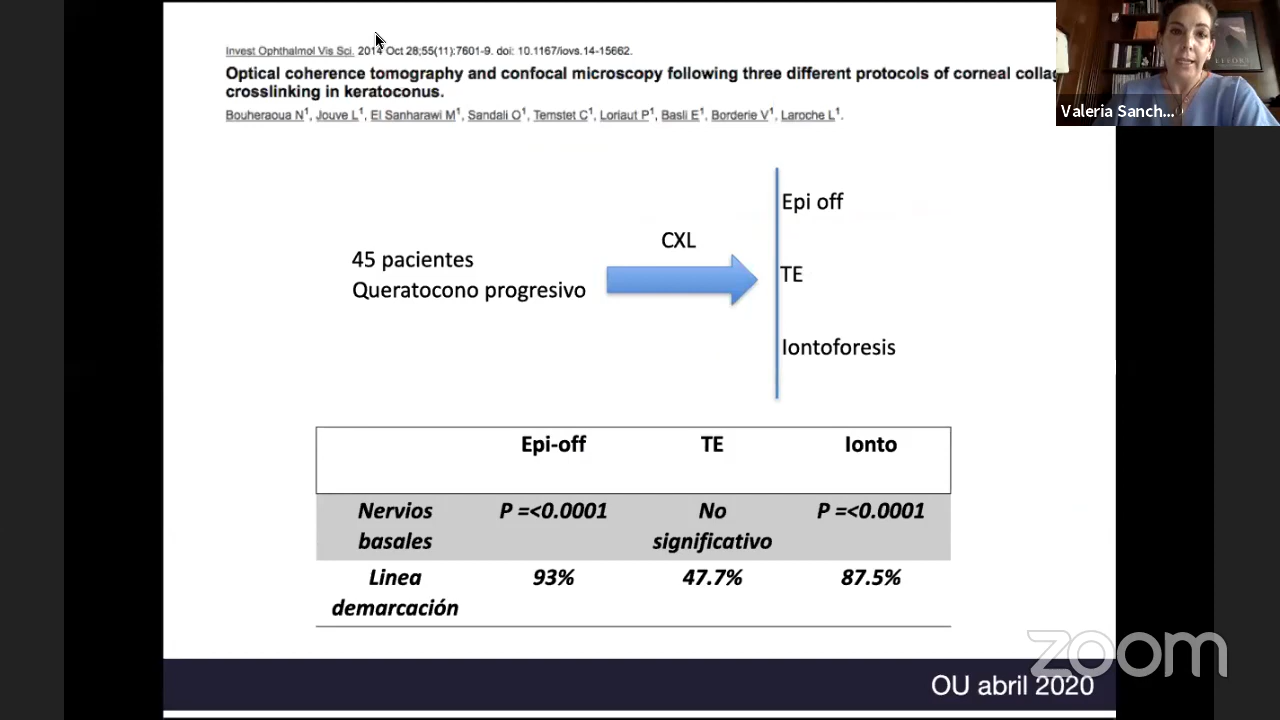 Invest Ophthalmol Vis Sci. 2014 Oct 28;55(11):7601-9. doi: 10.1167/iovs.14-15662.
Optical coherence tomography and confocal microscopy following three different protocols of corneal colla
crosslinking in keratoconus.
Bouheraoua N1, Jouve L1, El Sanharawi M1, Sandali O1, Temstet C1, Loriaut P1, Basli E1, Borderie V1, Laroche L1.
Valeria Sanch...
Epi off
CXL
45 pacientes
Queratocono progresivo
TE
Iontoforesis
Epi-off TE Ionto
Nervios basales P =<0.0001 No significativo P =<0.0001
Linea demarcación 93% 47.7% 87.5%
zoom
OU abril 2020